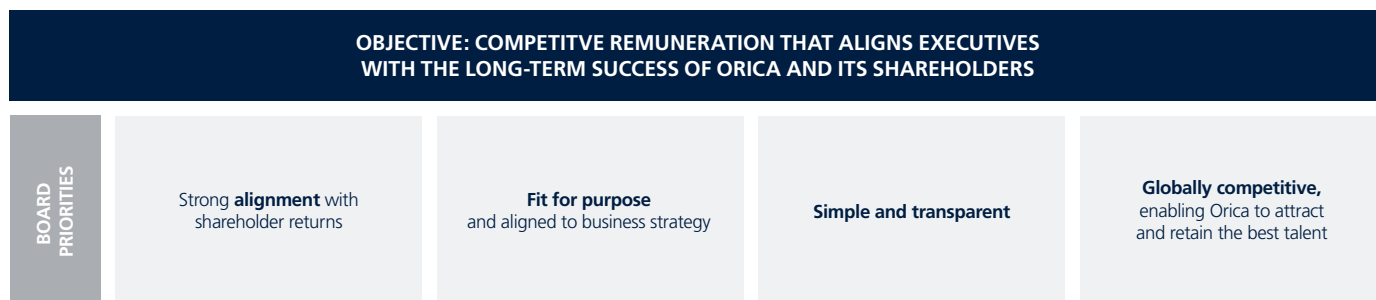 OBJECTIVE: COMPETITVE REMUNERATION THAT ALIGNS EXECUTIVES
WITH THE LONG-TERM SUCCESS OF ORICA AND ITS SHAREHOLDERS
BOARD
PRIORITIES
Strong alignment with
shareholder returns
Fit for purpose
and aligned to business strategy
Simple and transparent
Globally competitive,
enabling Orica to attract
and retain the best talent